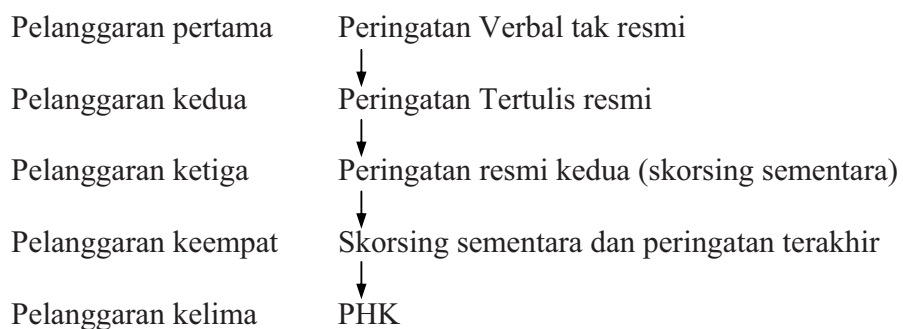 Pelanggaran pertama Peringatan Verbal tak resmi
Pelanggaran kedua Peringatan Tertulis resmi
Pelanggaran ketiga Peringatan resmi kedua (skorsing sementara)
Pelanggaran keempat Skorsing sementara dan peringatan terakhir
Pelanggaran kelima PHK